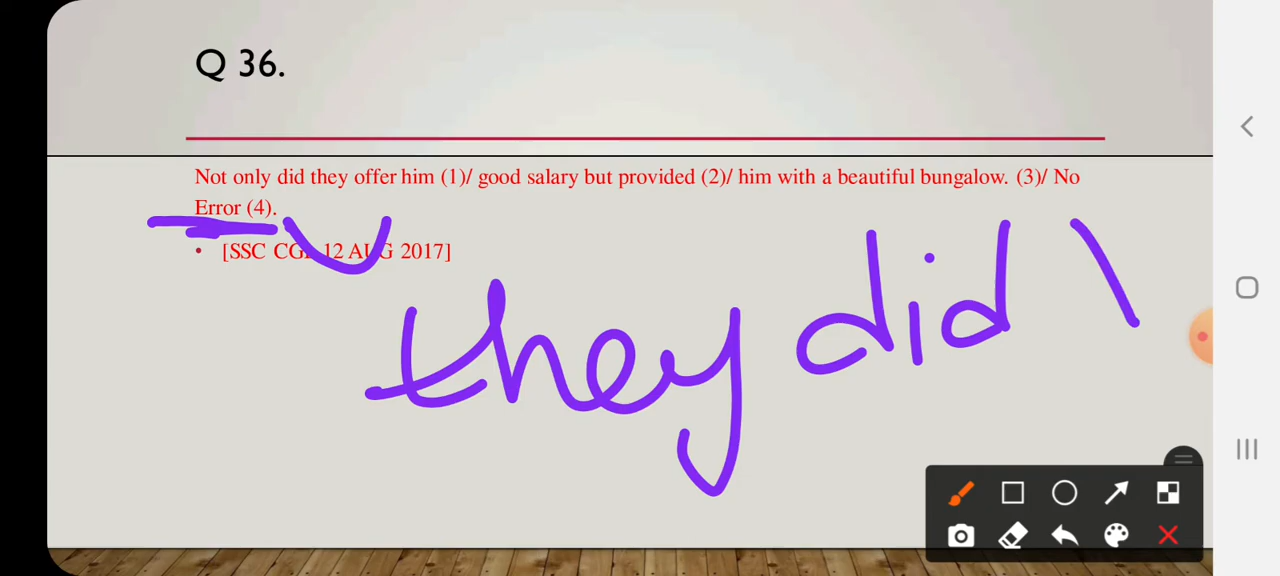 Q 36.
Not only did they offer him (1)/ good salary but provided (2)/ him with a beautiful bungalow. (3)/ No
Error (4).
• [SSC CGL 12 AUG 2017]
they did